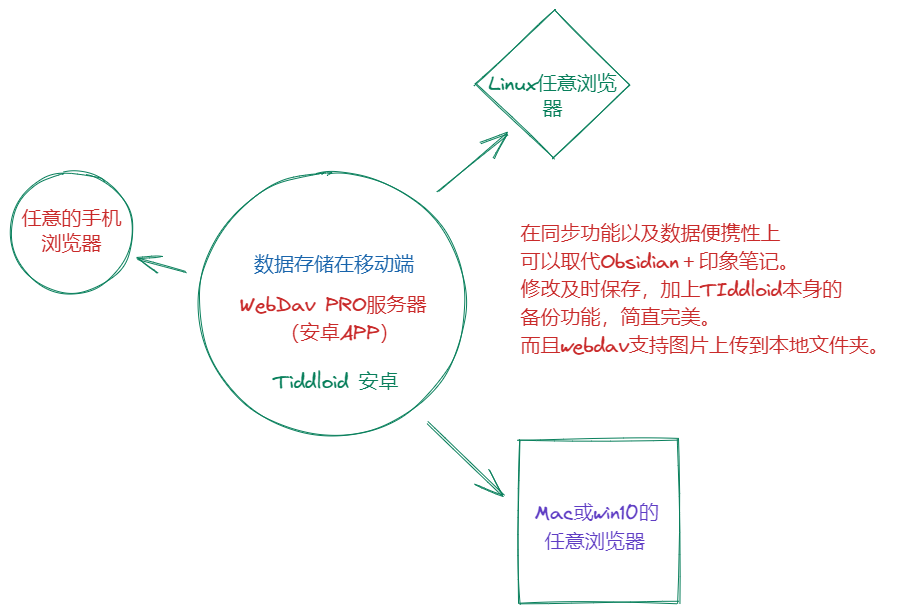 Linux任意浏览
器
任意的手机
浏览器
数据存储在移动端
WebDav PRO服务器
（安卓APP）
Tiddloid 安卓
在同步功能以及数据便携性上
可以取代Obsidian＋印象笔记。
修改及时保存，加上TIddloid本身的
备份功能，简直完美。
而且webdav支持图片上传到本地文件夹。
Mac或win10的
任意浏览器